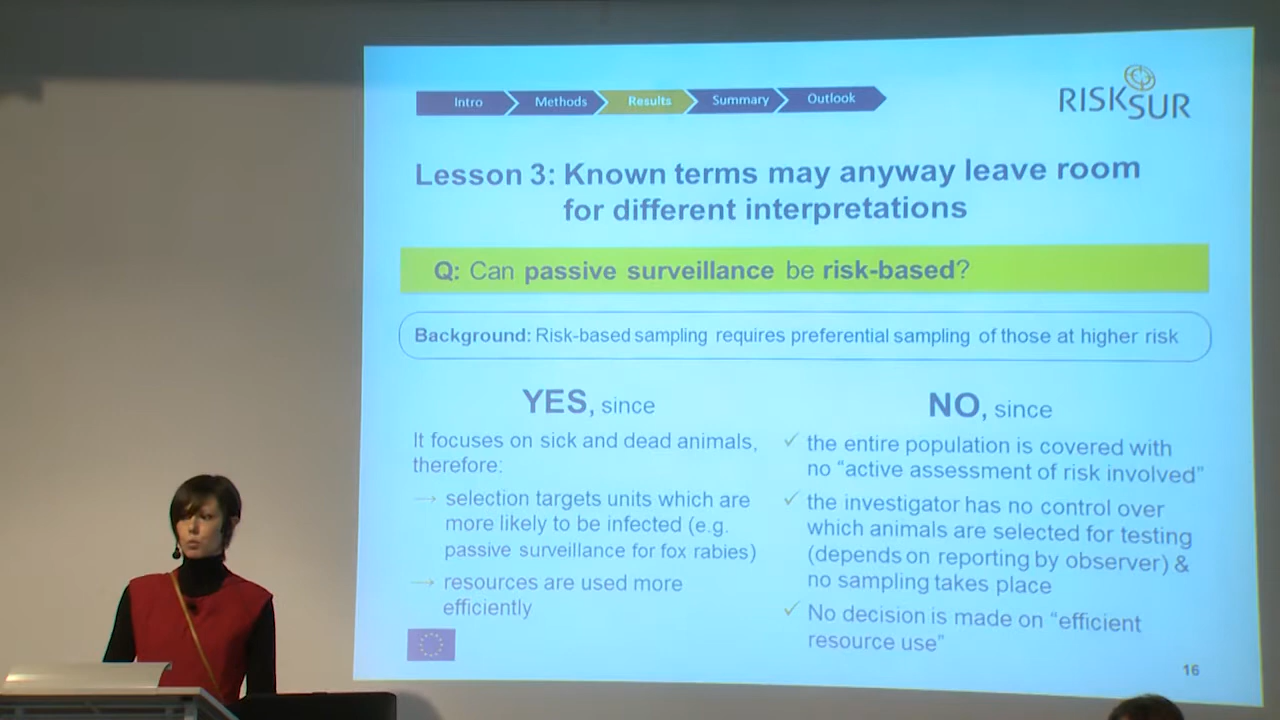 Intro Methods Results Summary Outlook
RISKSUR
Lesson 3: Known terms may anyway leave room
for different interpretations
Q: Can passive surveillance be risk-based?
Background: Risk-based sampling requires preferential sampling of those at higher risk
YES, since
It focuses on sick and dead animals,
therefore:
→ selection targets units which are
more likely to be infected (e.g.
passive surveillance for fox rabies)
→ resources are used more
efficiently
NO, since
✓ the entire population is covered with
no “active assessment of risk involved”
✓ the investigator has no control over
which animals are selected for testing
(depends on reporting by observer) &
no sampling takes place
✓ No decision is made on “efficient
resource use”
16